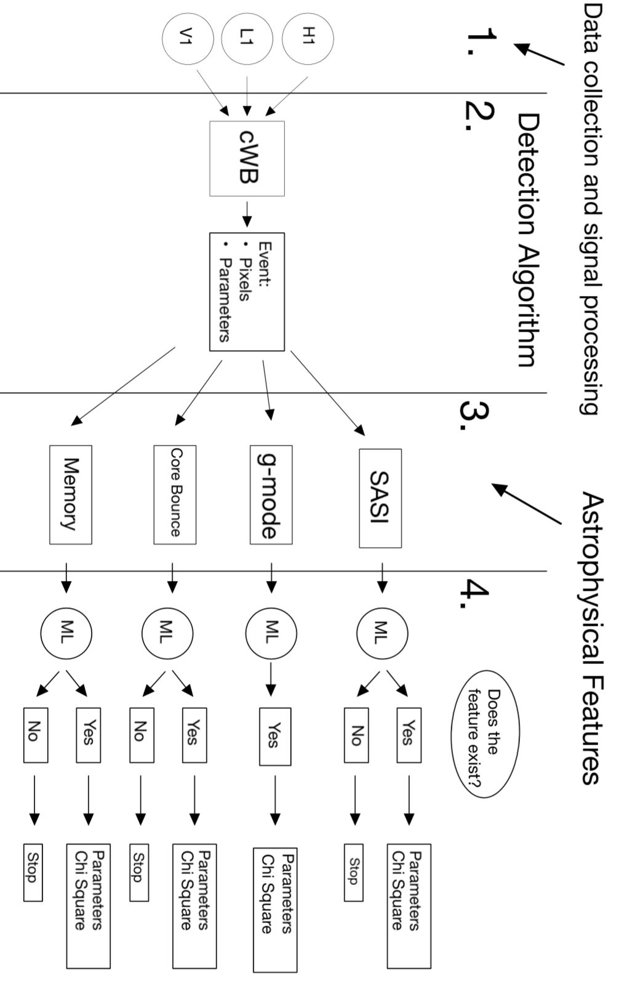 Data collection and signal processing
Astrophysical Features
Detection Algorithm
1.
2.
3.
4.
Does the
feature exist?
H1
L1
V1
cWB
Event:
• Pixels
• Parameters
SASI
ML
Yes
Parameters
Chi Square
No
Stop
g-mode
ML
Yes
Parameters
Chi Square
Core Bounce
ML
Yes
Parameters
Chi Square
No
Stop
Memory
ML
Yes
Parameters
Chi Square
No
Stop